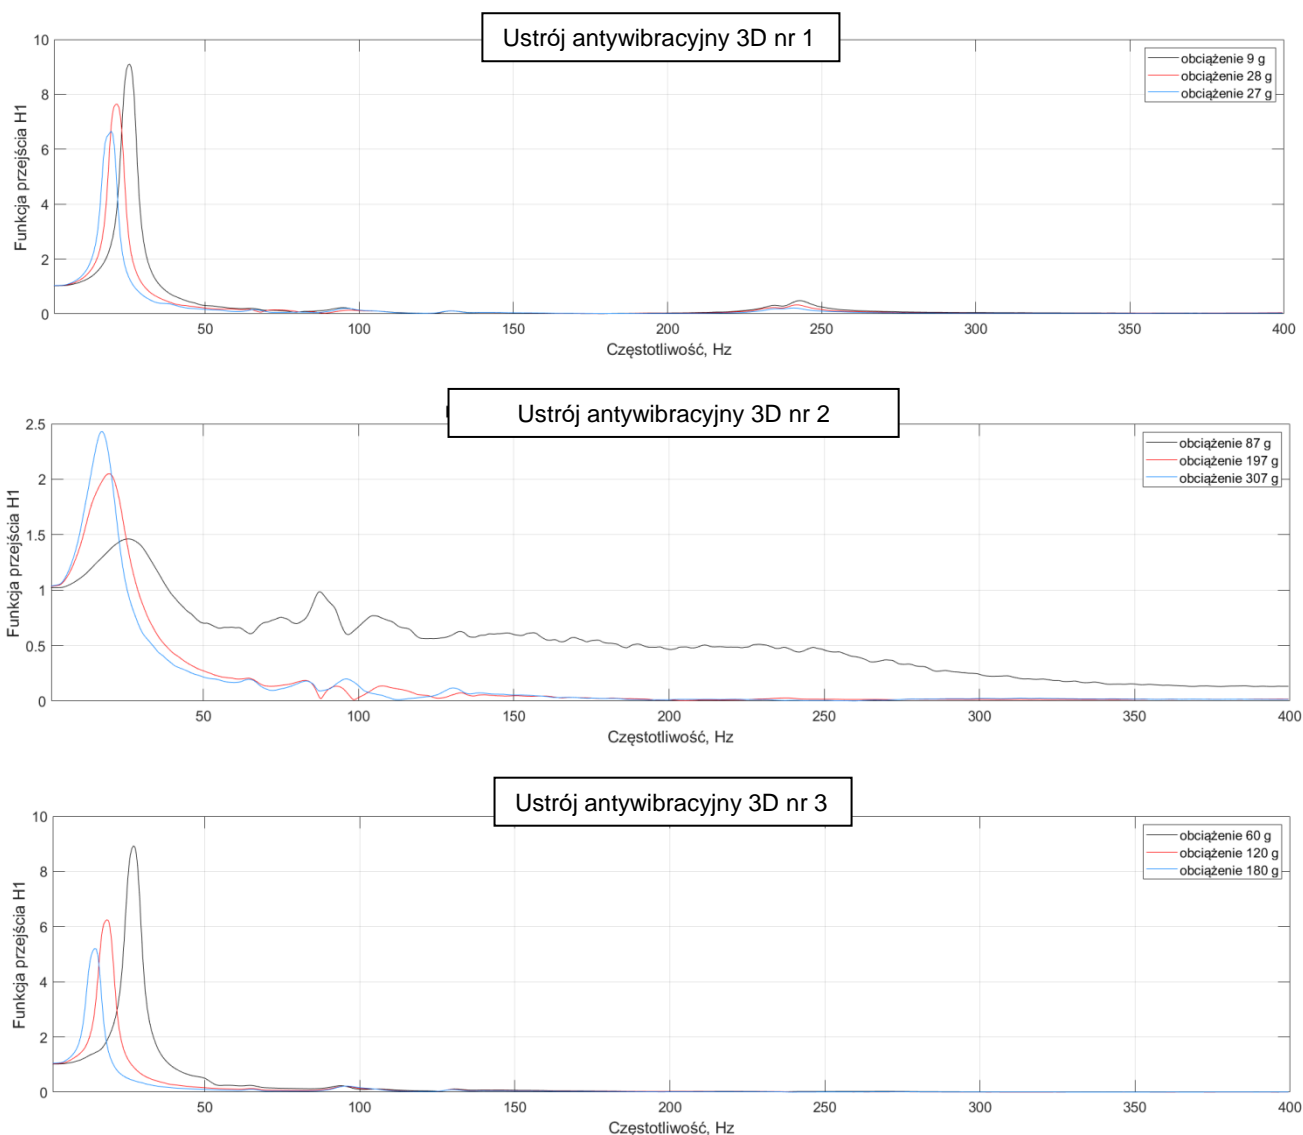 Ustrój antywibracyjny 3D nr 1
10
8
6
4
2
0
Funkcja przejścia H1
obciążenie 9 g
obciążenie 28 g
obciążenie 27 g
50 100 150 200 250 300 350 400
Częstotliwość, Hz
Ustrój antywibracyjny 3D nr 2
2.5
2
1.5
1
0.5
0
Funkcja przejścia H1
obciążenie 87 g
obciążenie 197 g
obciążenie 307 g
50 100 150 200 250 300 350 400
Częstotliwość, Hz
Ustrój antywibracyjny 3D nr 3
10
8
6
4
2
0
Funkcja przejścia H1
obciążenie 60 g
obciążenie 120 g
obciążenie 180 g
50 100 150 200 250 300 350 400
Częstotliwość, Hz